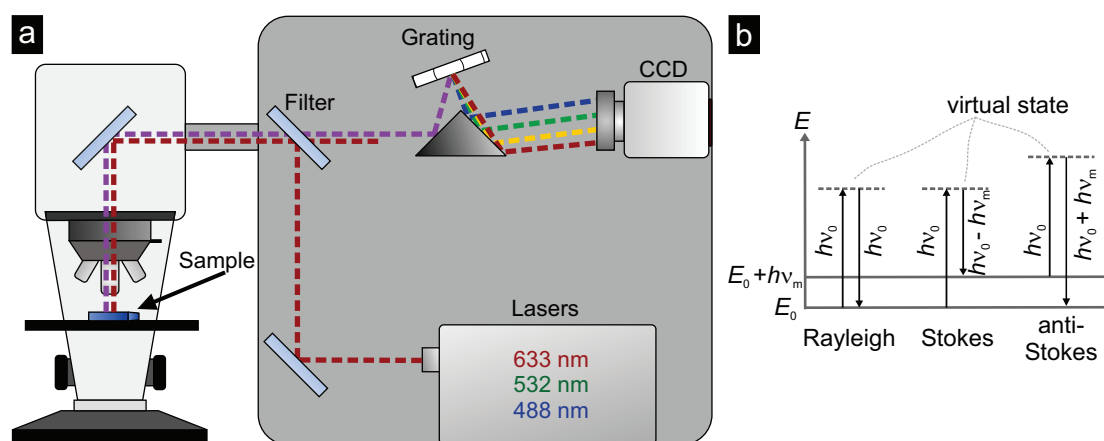 a
Grating
CCD
Filter
Sample
Lasers
633 nm
532 nm
488 nm
b
virtual state
E
hν₀
hν₀
hν₀
hν₀ - hνₘ
hν₀
hν₀ + hνₘ
E₀ +hνₘ
E₀
Rayleigh
Stokes
anti-
Stokes